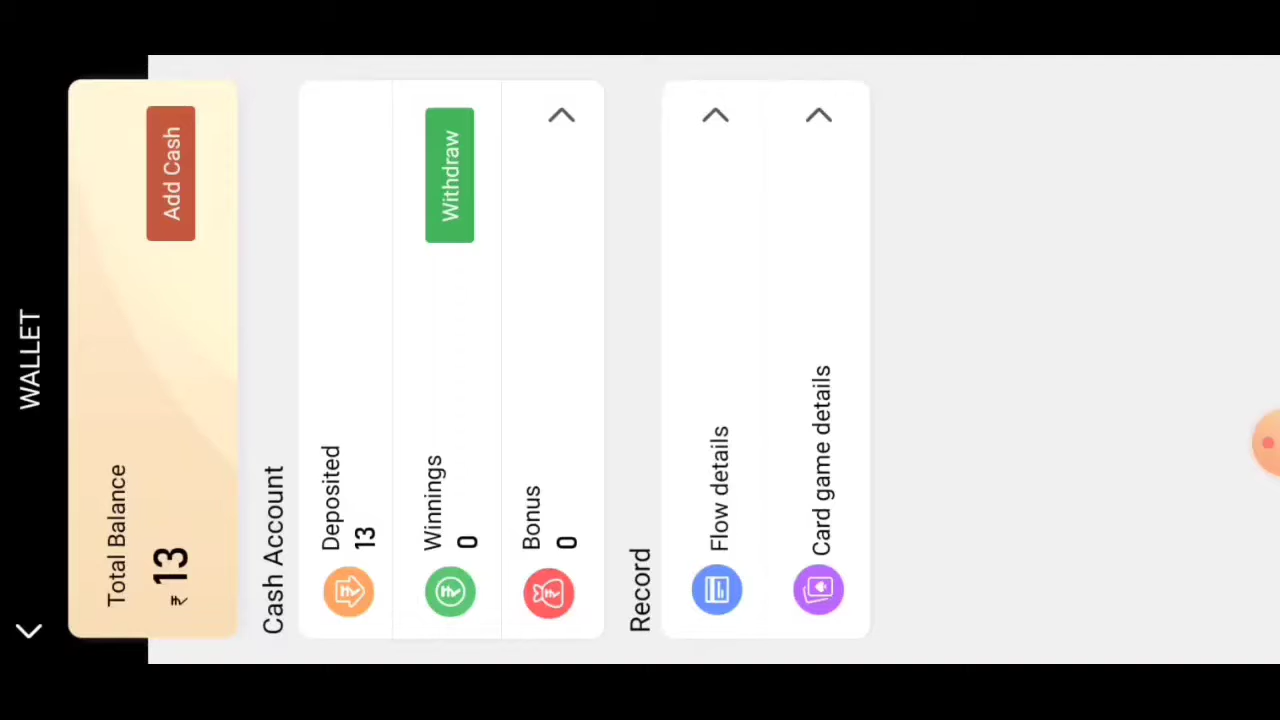 WALLET
Total Balance
₹ 13
Add Cash
Cash Account
Deposited
13
Winnings
0
Withdraw
Bonus
0
Record
Flow details
Card game details